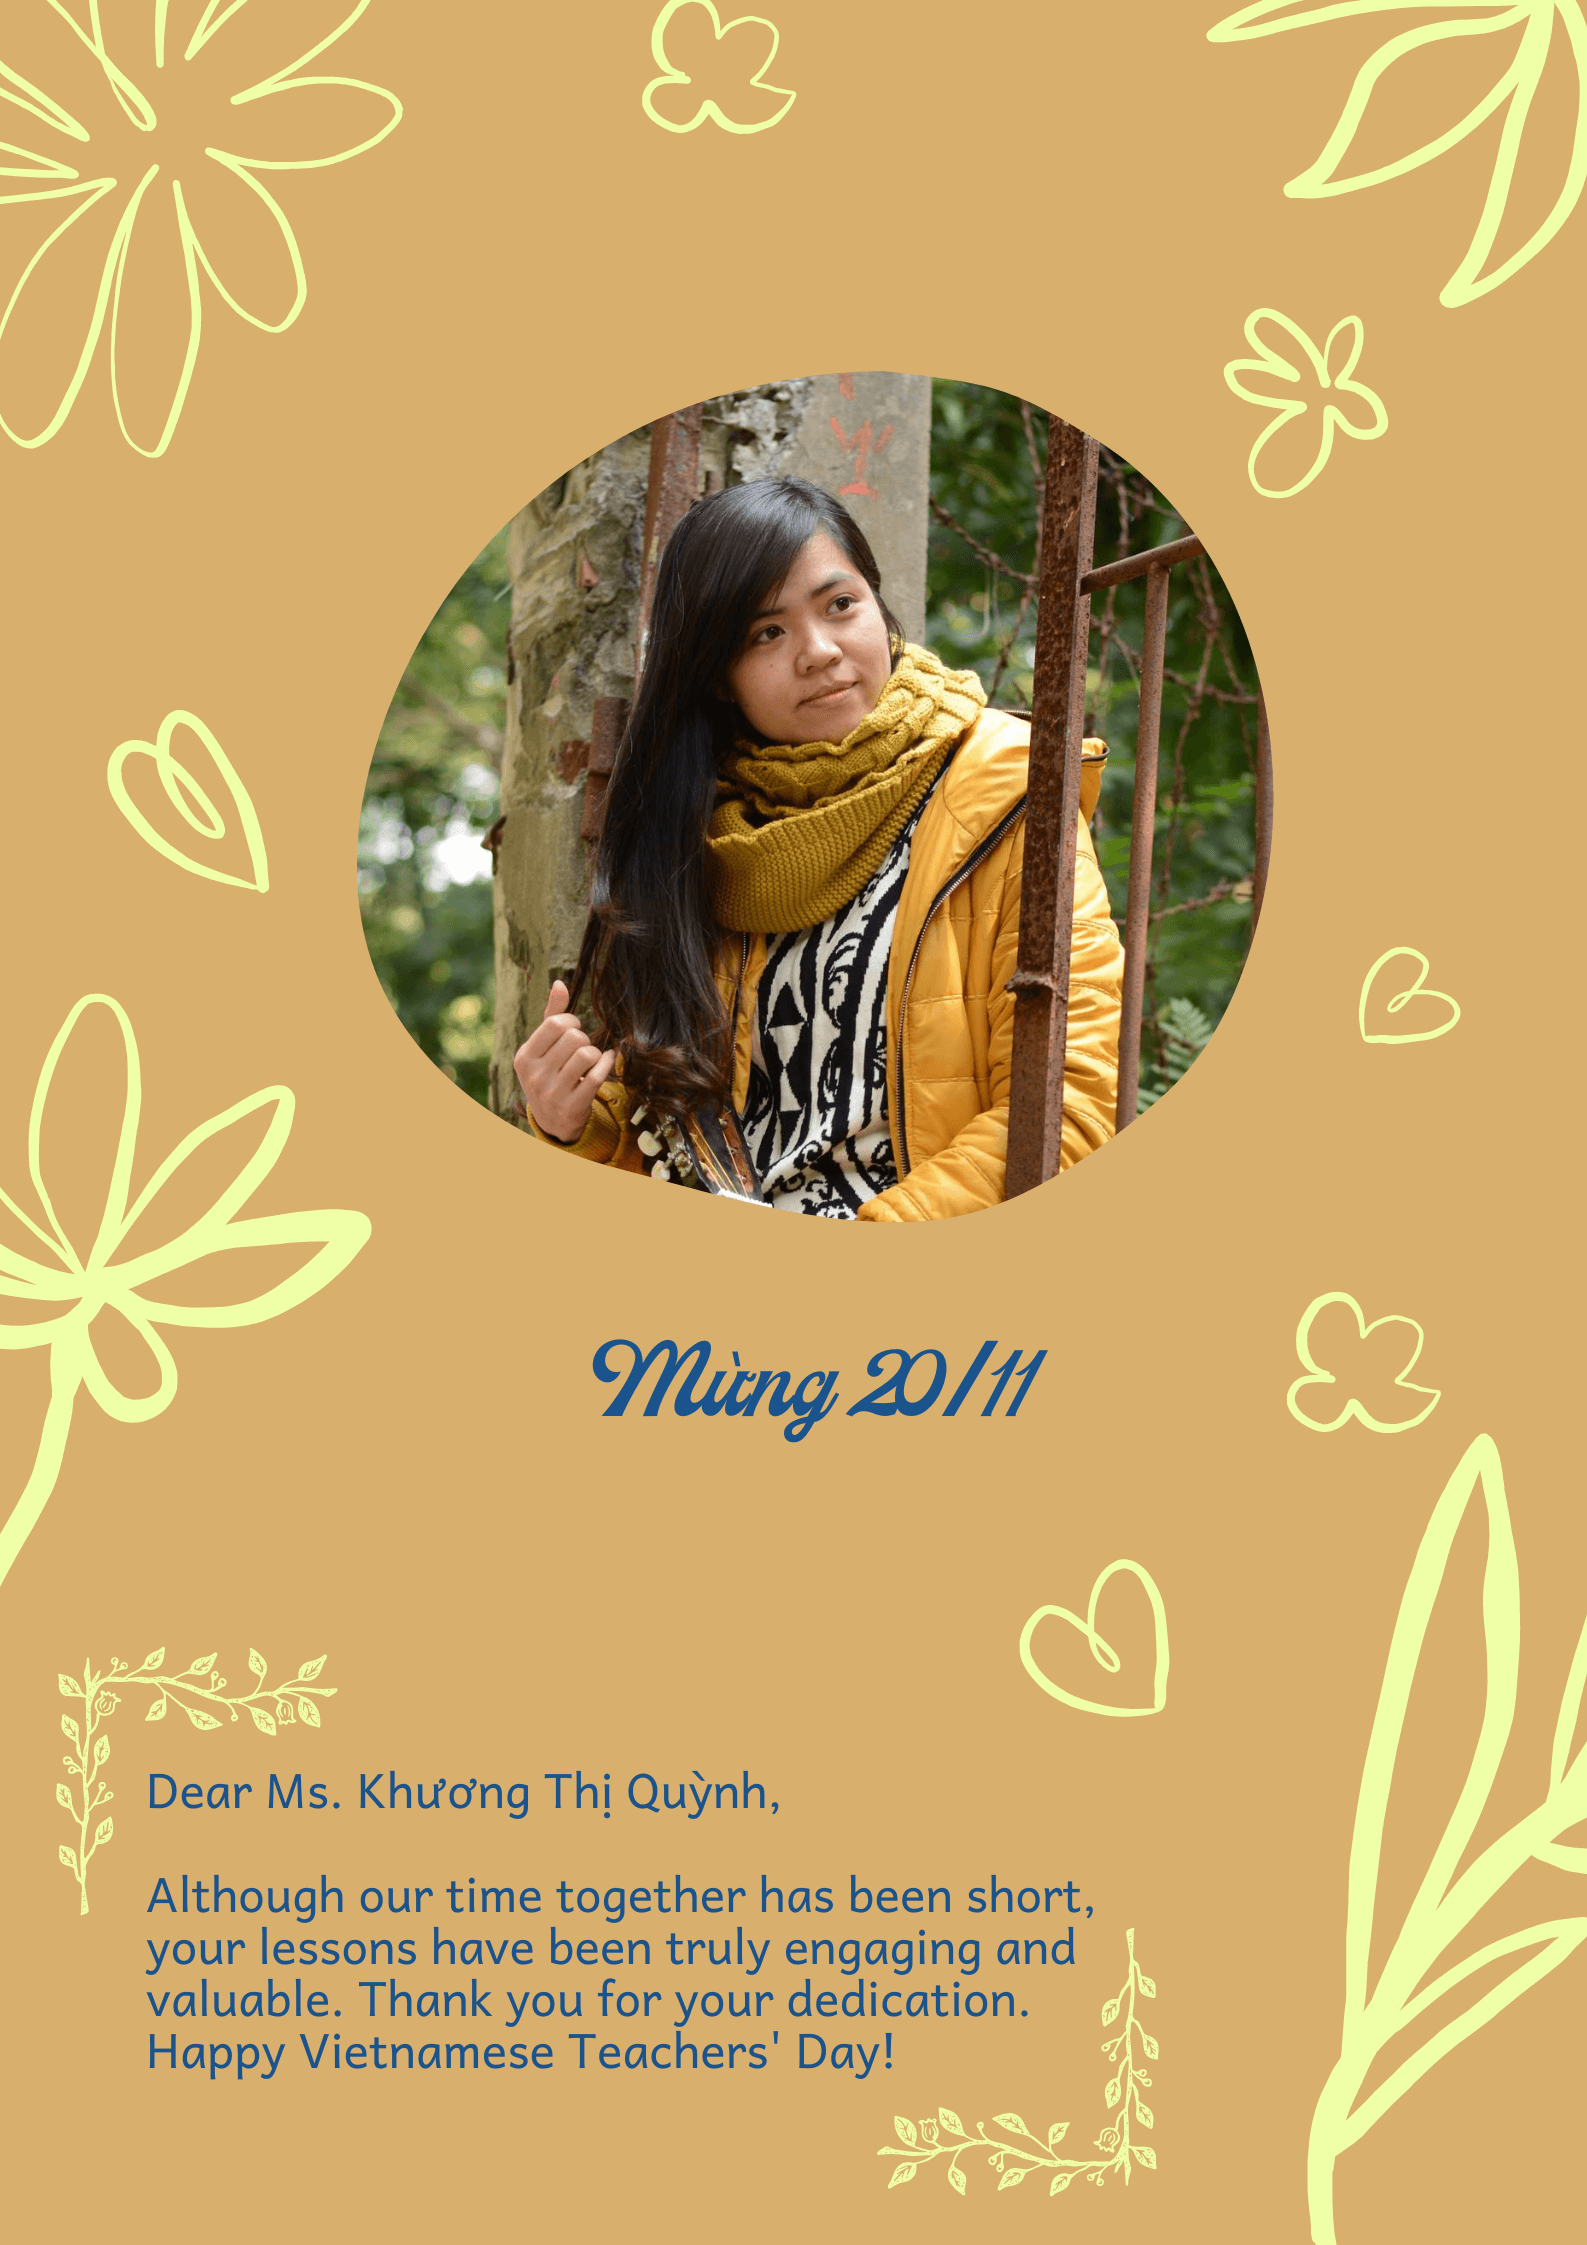 Mừng 20/11
Dear Ms. Khương Thị Quỳnh,
Although our time together has been short,
your lessons have been truly engaging and
valuable. Thank you for your dedication.
Happy Vietnamese Teachers' Day!